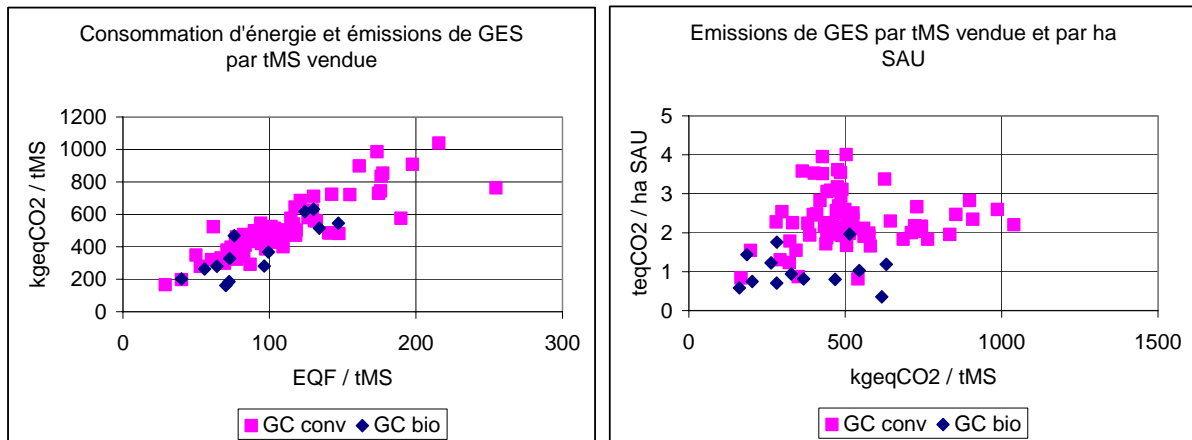 Consommation d'énergie et émissions de GES
par tMS vendue
kgeqCO2 / tMS
1200
1000
800
600
400
200
0
0 100 200 300
EQF / tMS
GC conv GC bio
Emissions de GES par tMS vendue et par ha
SAU
teqCO2 / ha SAU
5
4
3
2
1
0
0 500 1000 1500
kgeqCO2 / tMS
GC conv GC bio